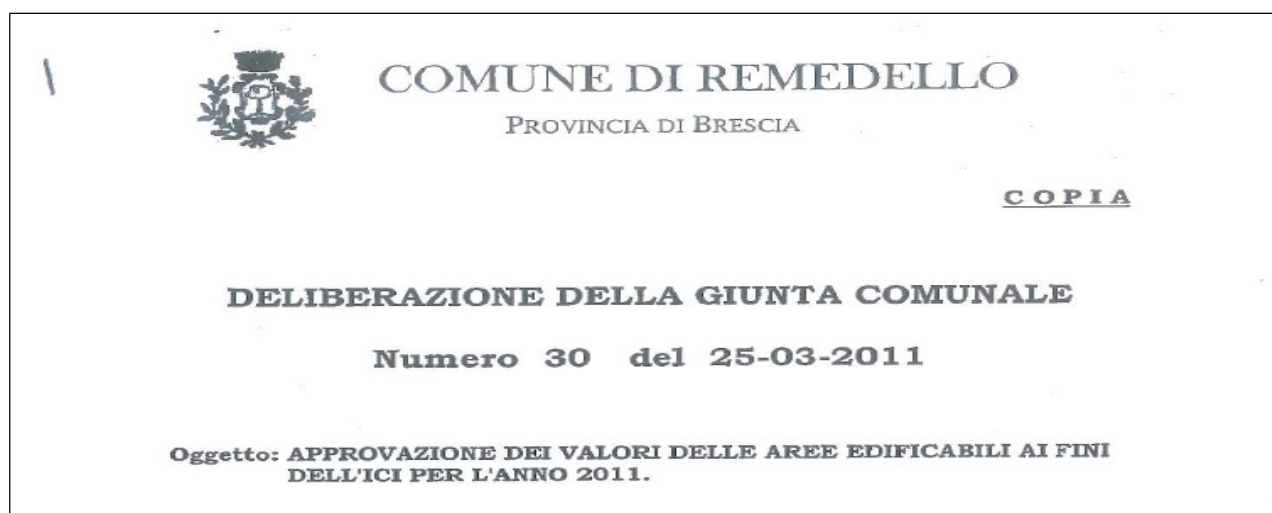 COMUNE DI REMEDELLO
PROVINCIA DI BRESCIA
COPIA
DELIBERAZIONE DELLA GIUNTA COMUNALE
Numero 30 del 25-03-2011
Oggetto: APPROVAZIONE DEI VALORI DELLE AREE EDIFICABILI AI FINI
DELL'ICI PER L'ANNO 2011.